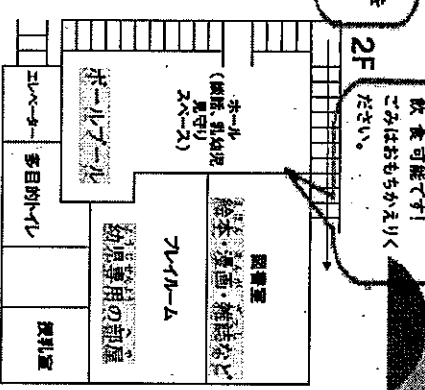 2F
飲食可能です!
ごみはおもちかえりく
ださい。
ホール
(飲食、乳幼児
見守り
スペース)
ボールプール
図書室
絵本・漫画・雑誌など
プレイルーム
幼児専用の部屋
エレベーター
多目的トイレ
授乳室